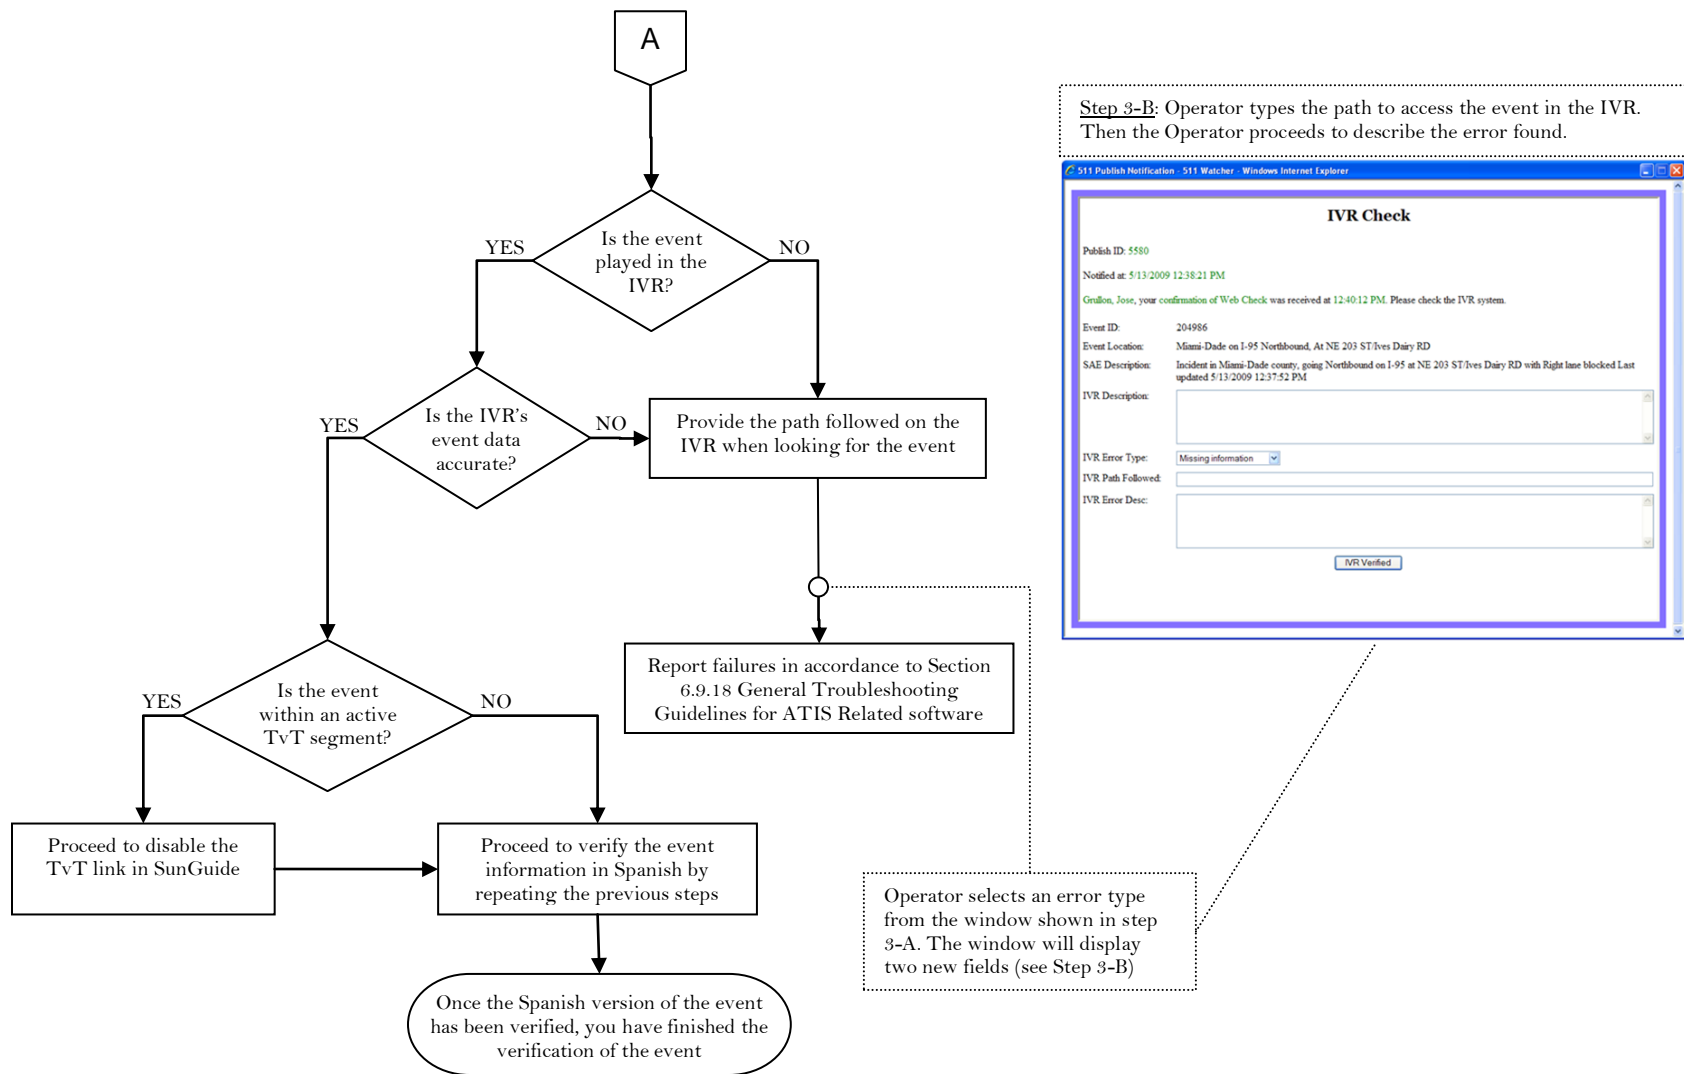 A
Is the event
played in the
IVR?
YES
NO
Is the IVR's
event data
accurate?
YES
NO
Provide the path followed on the
IVR when looking for the event
Report failures in accordance to Section
6.9.18 General Troubleshooting
Guidelines for ATIS Related software
Is the event
within an active
TvT segment?
YES
NO
Proceed to disable the
TvT link in SunGuide
Proceed to verify the event
information in Spanish by
repeating the previous steps
Once the Spanish version of the event
has been verified, you have finished the
verification of the event
Step 3-B: Operator types the path to access the event in the IVR.
Then the Operator proceeds to describe the error found.
511 Publish Notification - 511 Watcher - Windows Internet Explorer
IVR Check
Publish ID: 5580
Notified at: 5/13/2009 12:38:21 PM
Grullon, Jose, your confirmation of Web Check was received at 12:40:12 PM. Please check the IVR system.
Event ID: 204986
Event Location: Miami-Dade on I-95 Northbound, At NE 203 ST/Ives Dairy RD
SAE Description: Incident in Miami-Dade county, going Northbound on I-95 at NE 203 ST/Ives Dairy RD with Right lane blocked Last
updated 5/13/2009 12:37:52 PM
IVR Description:
IVR Error Type: Missing information
IVR Path Followed:
IVR Error Desc:
IVR Verified
Operator selects an error type
from the window shown in step
3-A. The window will display
two new fields (see Step 3-B)